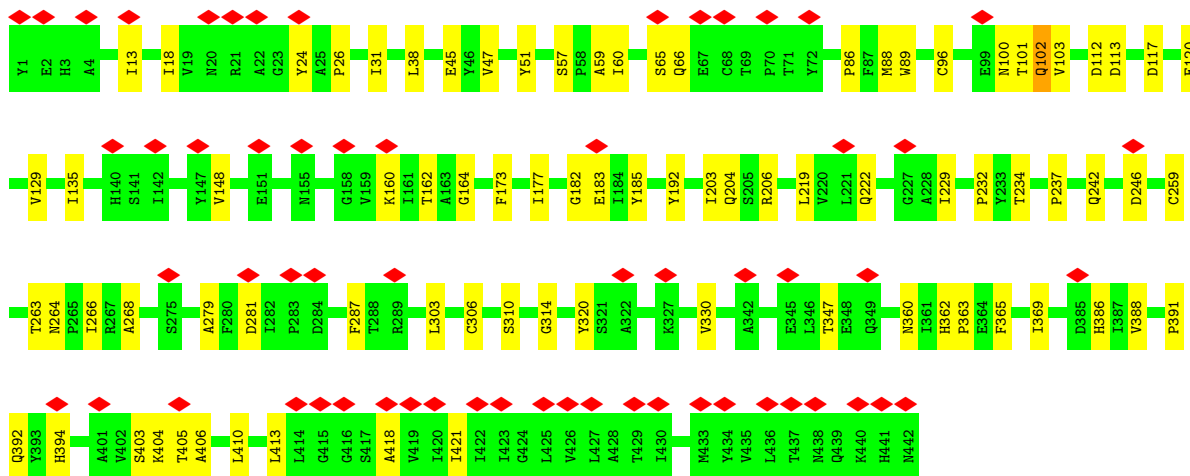 Y1 E2 H3 A4 I13 I18 V19 N20 R21 A22 G23 Y24 A25 P26 I31 L38 E45 Y46 V47 Y51 S57 P58 A59 I60 S65 Q66 E67 C68 T69 P70 T71 Y72 P86 F87 M88 W89 C96 E99 N100 T101 Q102 V103 D112 D113 D117
V129 I135 H140 S141 I142 Y147 V148 E151 N155 G158 V159 K160 I161 T162 A163 G164 F173 I177 G182 E183 I184 Y185 Y192 I203 Q204 S205 R206 L219 V220 L221 Q222 G227 A228 I229 P232 Y233 T234 P237 Q242 D246 C259
T263 N264 P265 I266 R267 A268 S275 A279 F280 D281 I282 P283 D284 F287 T288 R289 L303 C306 S310 G314 Y320 S321 A322 K327 V330 A342 E345 L346 T347 E348 Q349 N360 I361 H362 P363 E364 F365 I369 D385 H386 I387 V388 P391
Q392 Y393 H394 A401 V402 S403 K404 T405 A406 L410 L413 L414 G415 G416 S417 A418 V419 I420 I421 I422 I423 G424 L425 V426 L427 A428 T429 I430 M433 Y434 V435 L436 T437 N438 Q439 K440 H441 N442